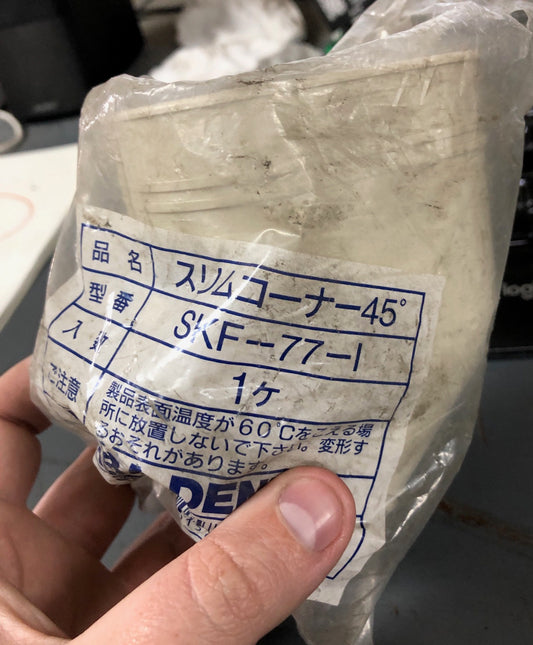 品名 スリムコーナー45°
型番 SKF-77-I
入数 1ケ
ご注意 製品表面温度が60℃をこえる場
所に放置しないで下さい。変形す
るおそれがあります。
DEN